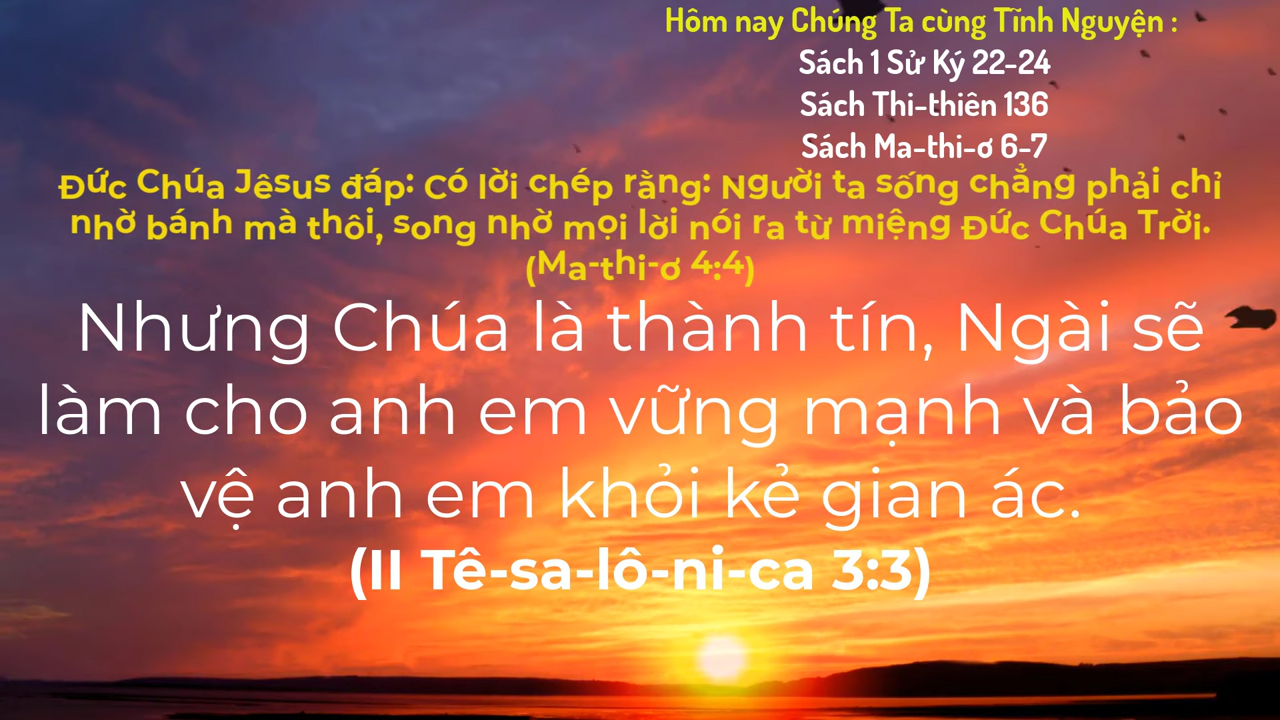 Hôm nay Chúng Ta cùng Tĩnh Nguyện :
Sách 1 Sử Ký 22-24
Sách Thi-thiên 136
Sách Ma-thi-ơ 6-7
Đức Chúa Jêsus đáp: Có lời chép rằng: Người ta sống chẳng phải chỉ
nhờ bánh mà thôi, song nhờ mọi lời nói ra từ miệng Đức Chúa Trời.
(Ma-thi-ơ 4:4)
Nhưng Chúa là thành tín, Ngài sẽ
làm cho anh em vững mạnh và bảo
vệ anh em khỏi kẻ gian ác.
(II Tê-sa-lô-ni-ca 3:3)